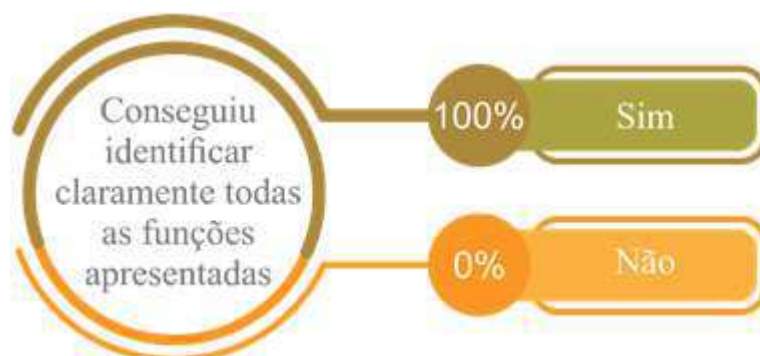 Conseguiu
identificar
claramente todas
as funções
apresentadas
100% Sim
0% Não